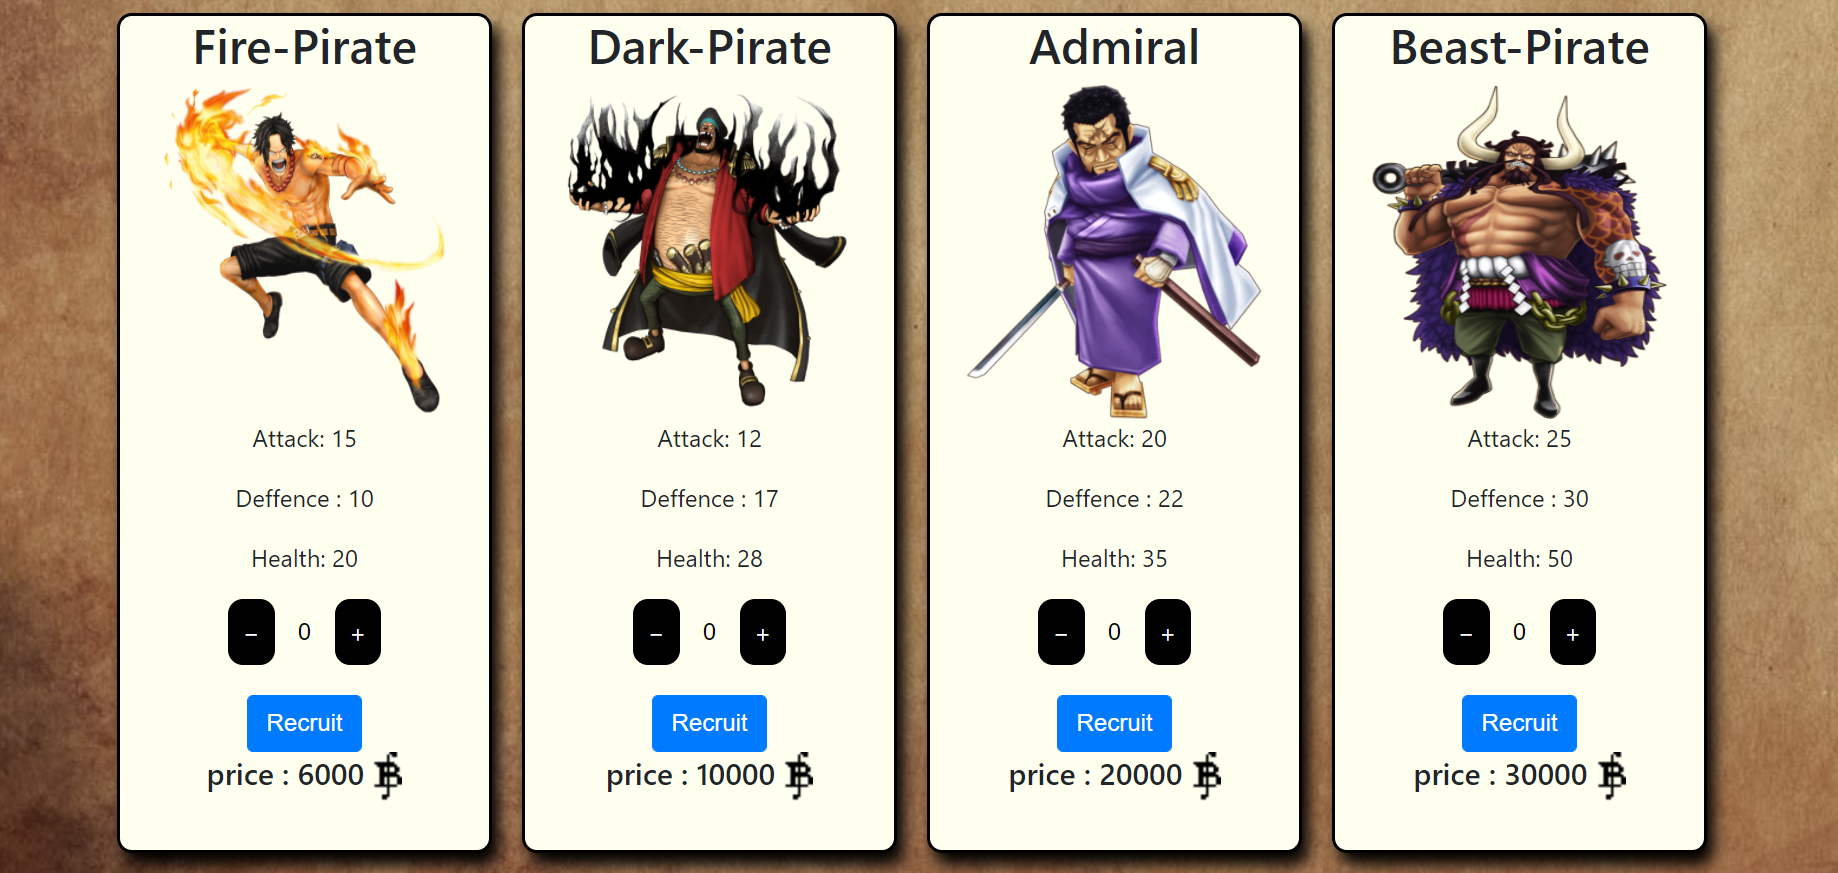 Fire-Pirate
Attack: 15
Deffence : 10
Health: 20
− 0 +
Recruit
price : 6000
Dark-Pirate
Attack: 12
Deffence : 17
Health: 28
− 0 +
Recruit
price : 10000
Admiral
Attack: 20
Deffence : 22
Health: 35
− 0 +
Recruit
price : 20000
Beast-Pirate
Attack: 25
Deffence : 30
Health: 50
− 0 +
Recruit
price : 30000